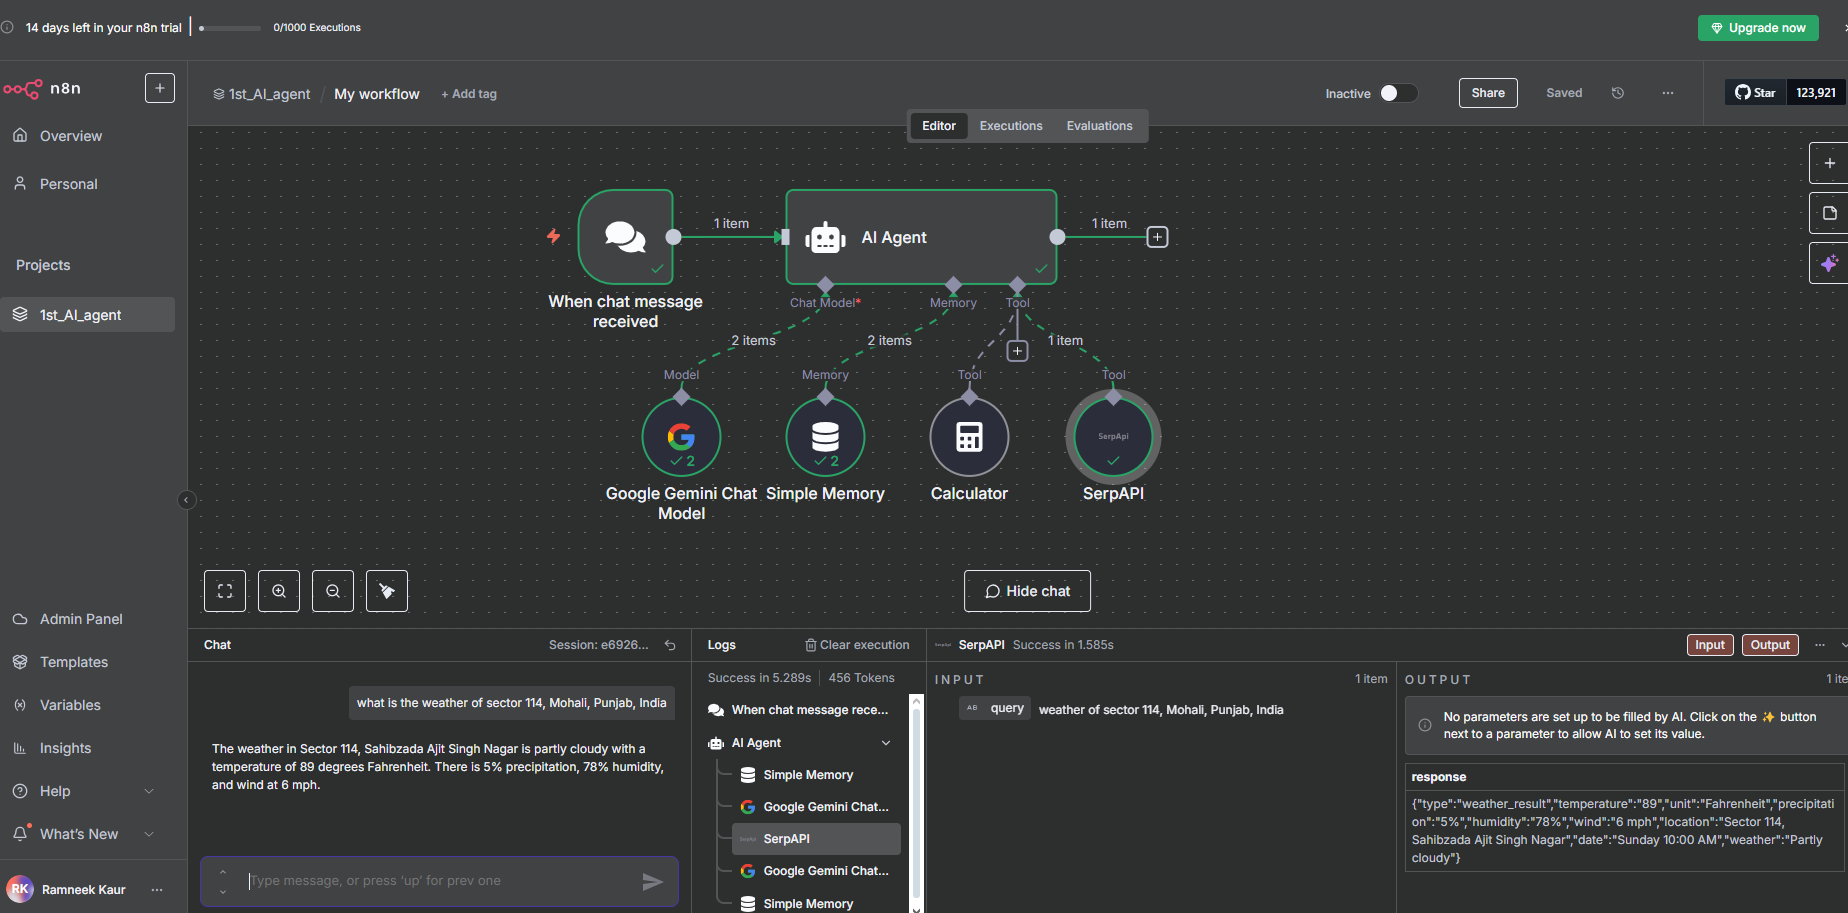 14 days left in your n8n trial
0/1000 Executions
Upgrade now
n8n
1st_AI_agent / My workflow + Add tag
Inactive
Share
Saved
Star 123,921
Editor Executions Evaluations
Overview
Personal
Projects
1st_AI_agent
1 item
AI Agent
1 item
When chat message
received
Chat Model*
Memory
Tool
2 items
2 items
1 item
Model
Memory
Tool
Tool
SerpApi
2
2
Google Gemini Chat
Model
Simple Memory
Calculator
SerpAPI
Hide chat
Admin Panel
Templates
Variables
Insights
Help
What's New
RK Ramneek Kaur
Chat
Session: e6926...
what is the weather of sector 114, Mohali, Punjab, India
The weather in Sector 114, Sahibzada Ajit Singh Nagar is partly cloudy with a
temperature of 89 degrees Fahrenheit. There is 5% precipitation, 78% humidity,
and wind at 6 mph.
Type message, or press 'up' for prev one
Logs
Clear execution
Success in 5.289s 456 Tokens
When chat message rece...
AI Agent
Simple Memory
Google Gemini Chat...
SerpAPI
Google Gemini Chat...
Simple Memory
SerpAPI Success in 1.585s
Input Output
INPUT
1 item
AB query weather of sector 114, Mohali, Punjab, India
OUTPUT
1 ite
No parameters are set up to be filled by AI. Click on the ✨ button
next to a parameter to allow AI to set its value.
response
{"type":"weather_result","temperature":"89","unit":"Fahrenheit","precipitati
on":"5%","humidity":"78%","wind":"6 mph","location":"Sector 114,
Sahibzada Ajit Singh Nagar","date":"Sunday 10:00 AM","weather":"Partly
cloudy"}